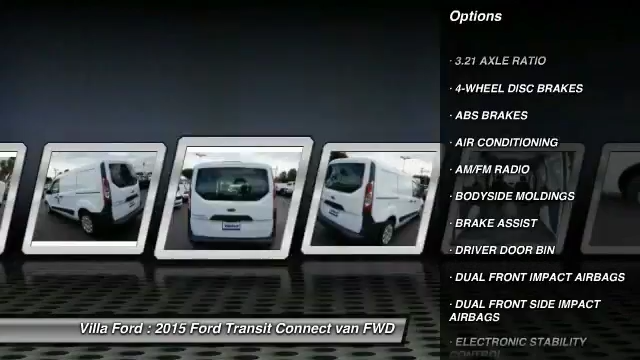 Options
· 3.21 AXLE RATIO
· 4-WHEEL DISC BRAKES
· ABS BRAKES
· AIR CONDITIONING
· AM/FM RADIO
· BODYSIDE MOLDINGS
· BRAKE ASSIST
· DRIVER DOOR BIN
· DUAL FRONT IMPACT AIRBAGS
· DUAL FRONT SIDE IMPACT
AIRBAGS
· ELECTRONIC STABILITY
CONTROL
Villa Ford : 2015 Ford Transit Connect van FWD